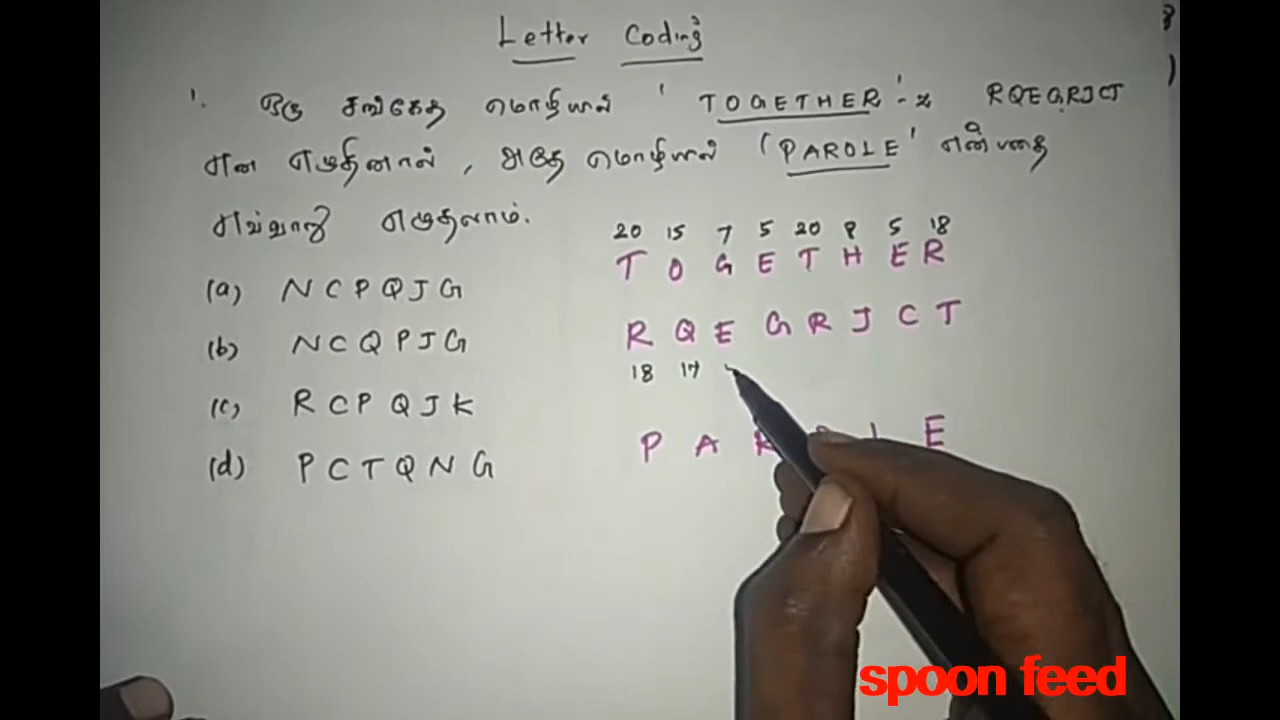 Letter Coding
1. ஒரு சங்கேத மொழியில் 'TOGETHER'-ஐ RQEGRJCT
என எழுதினால், அதே மொழியில் 'PAROLE' என்பதை
எவ்வாறு எழுதலாம்.
20 15 7 5 20 8 5 18
T O G E T H E R
(a) N C P Q J G
R Q E G R J C T
(b) N C Q P J G
18 17
(c) R C P Q J K
P A R E
(d) P C T Q N G
spoon feed